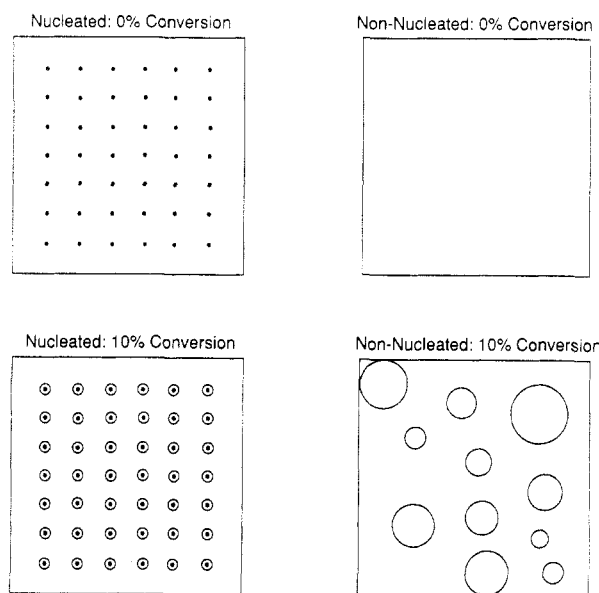 Nucleated: 0% Conversion
Non-Nucleated: 0% Conversion
Nucleated: 10% Conversion
Non-Nucleated: 10% Conversion